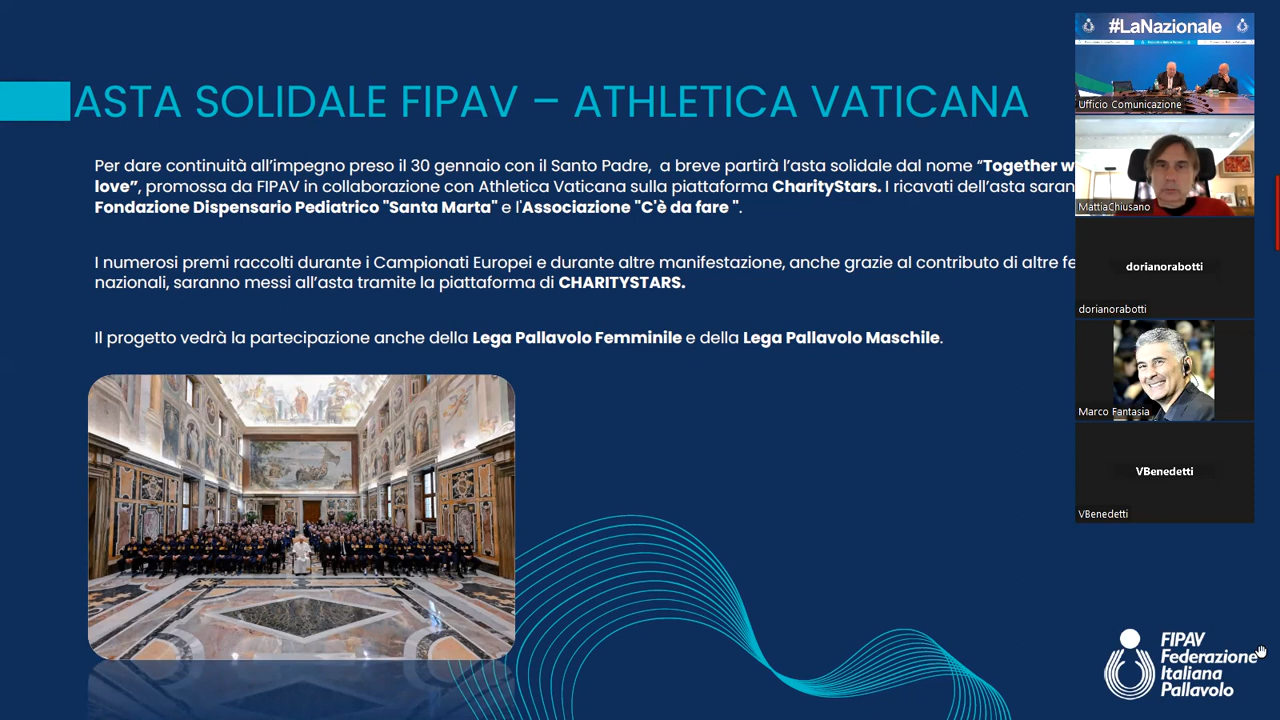 #LaNazionale
ASTA SOLIDALE FIPAV – ATHLETICA VATICANA
Per dare continuità all'impegno preso il 30 gennaio con il Santo Padre, a breve partirà l'asta solidale dal nome “Together w
love”, promossa da FIPAV in collaborazione con Athletica Vaticana sulla piattaforma CharityStars. I ricavati dell'asta saran
Fondazione Dispensario Pediatrico "Santa Marta" e l'Associazione "C'è da fare ".
I numerosi premi raccolti durante i Campionati Europei e durante altre manifestazione, anche grazie al contributo di altre fe
nazionali, saranno messi all'asta tramite la piattaforma di CHARITYSTARS.
Il progetto vedrà la partecipazione anche della Lega Pallavolo Femminile e della Lega Pallavolo Maschile.
Ufficio Comunicazione
MattiaChiusano
dorianorabotti
dorianorabotti
Marco Fantasia
VBenedetti
VBenedetti
FIPAV
Federazione
Italiana
Pallavolo